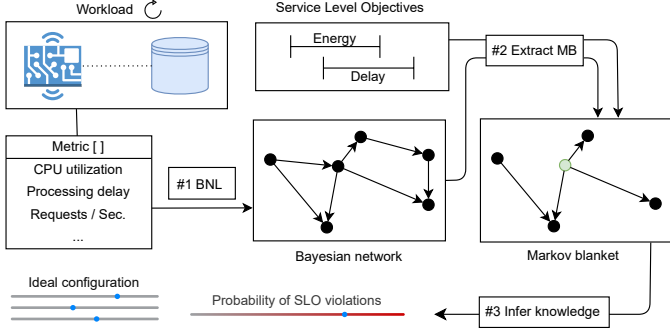 Workload
Service Level Objectives
Energy
Delay
#2 Extract MB
Metric [ ]
CPU utilization
Processing delay
Requests / Sec.
...
#1 BNL
Bayesian network
Markov blanket
Ideal configuration
Probability of SLO violations
#3 Infer knowledge